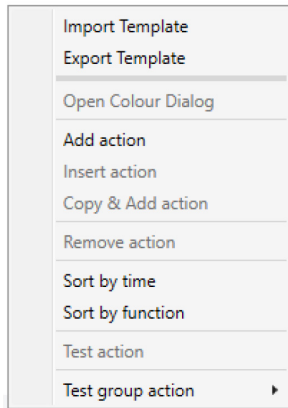 Import Template
Export Template
Open Colour Dialog
Add action
Insert action
Copy & Add action
Remove action
Sort by time
Sort by function
Test action
Test group action